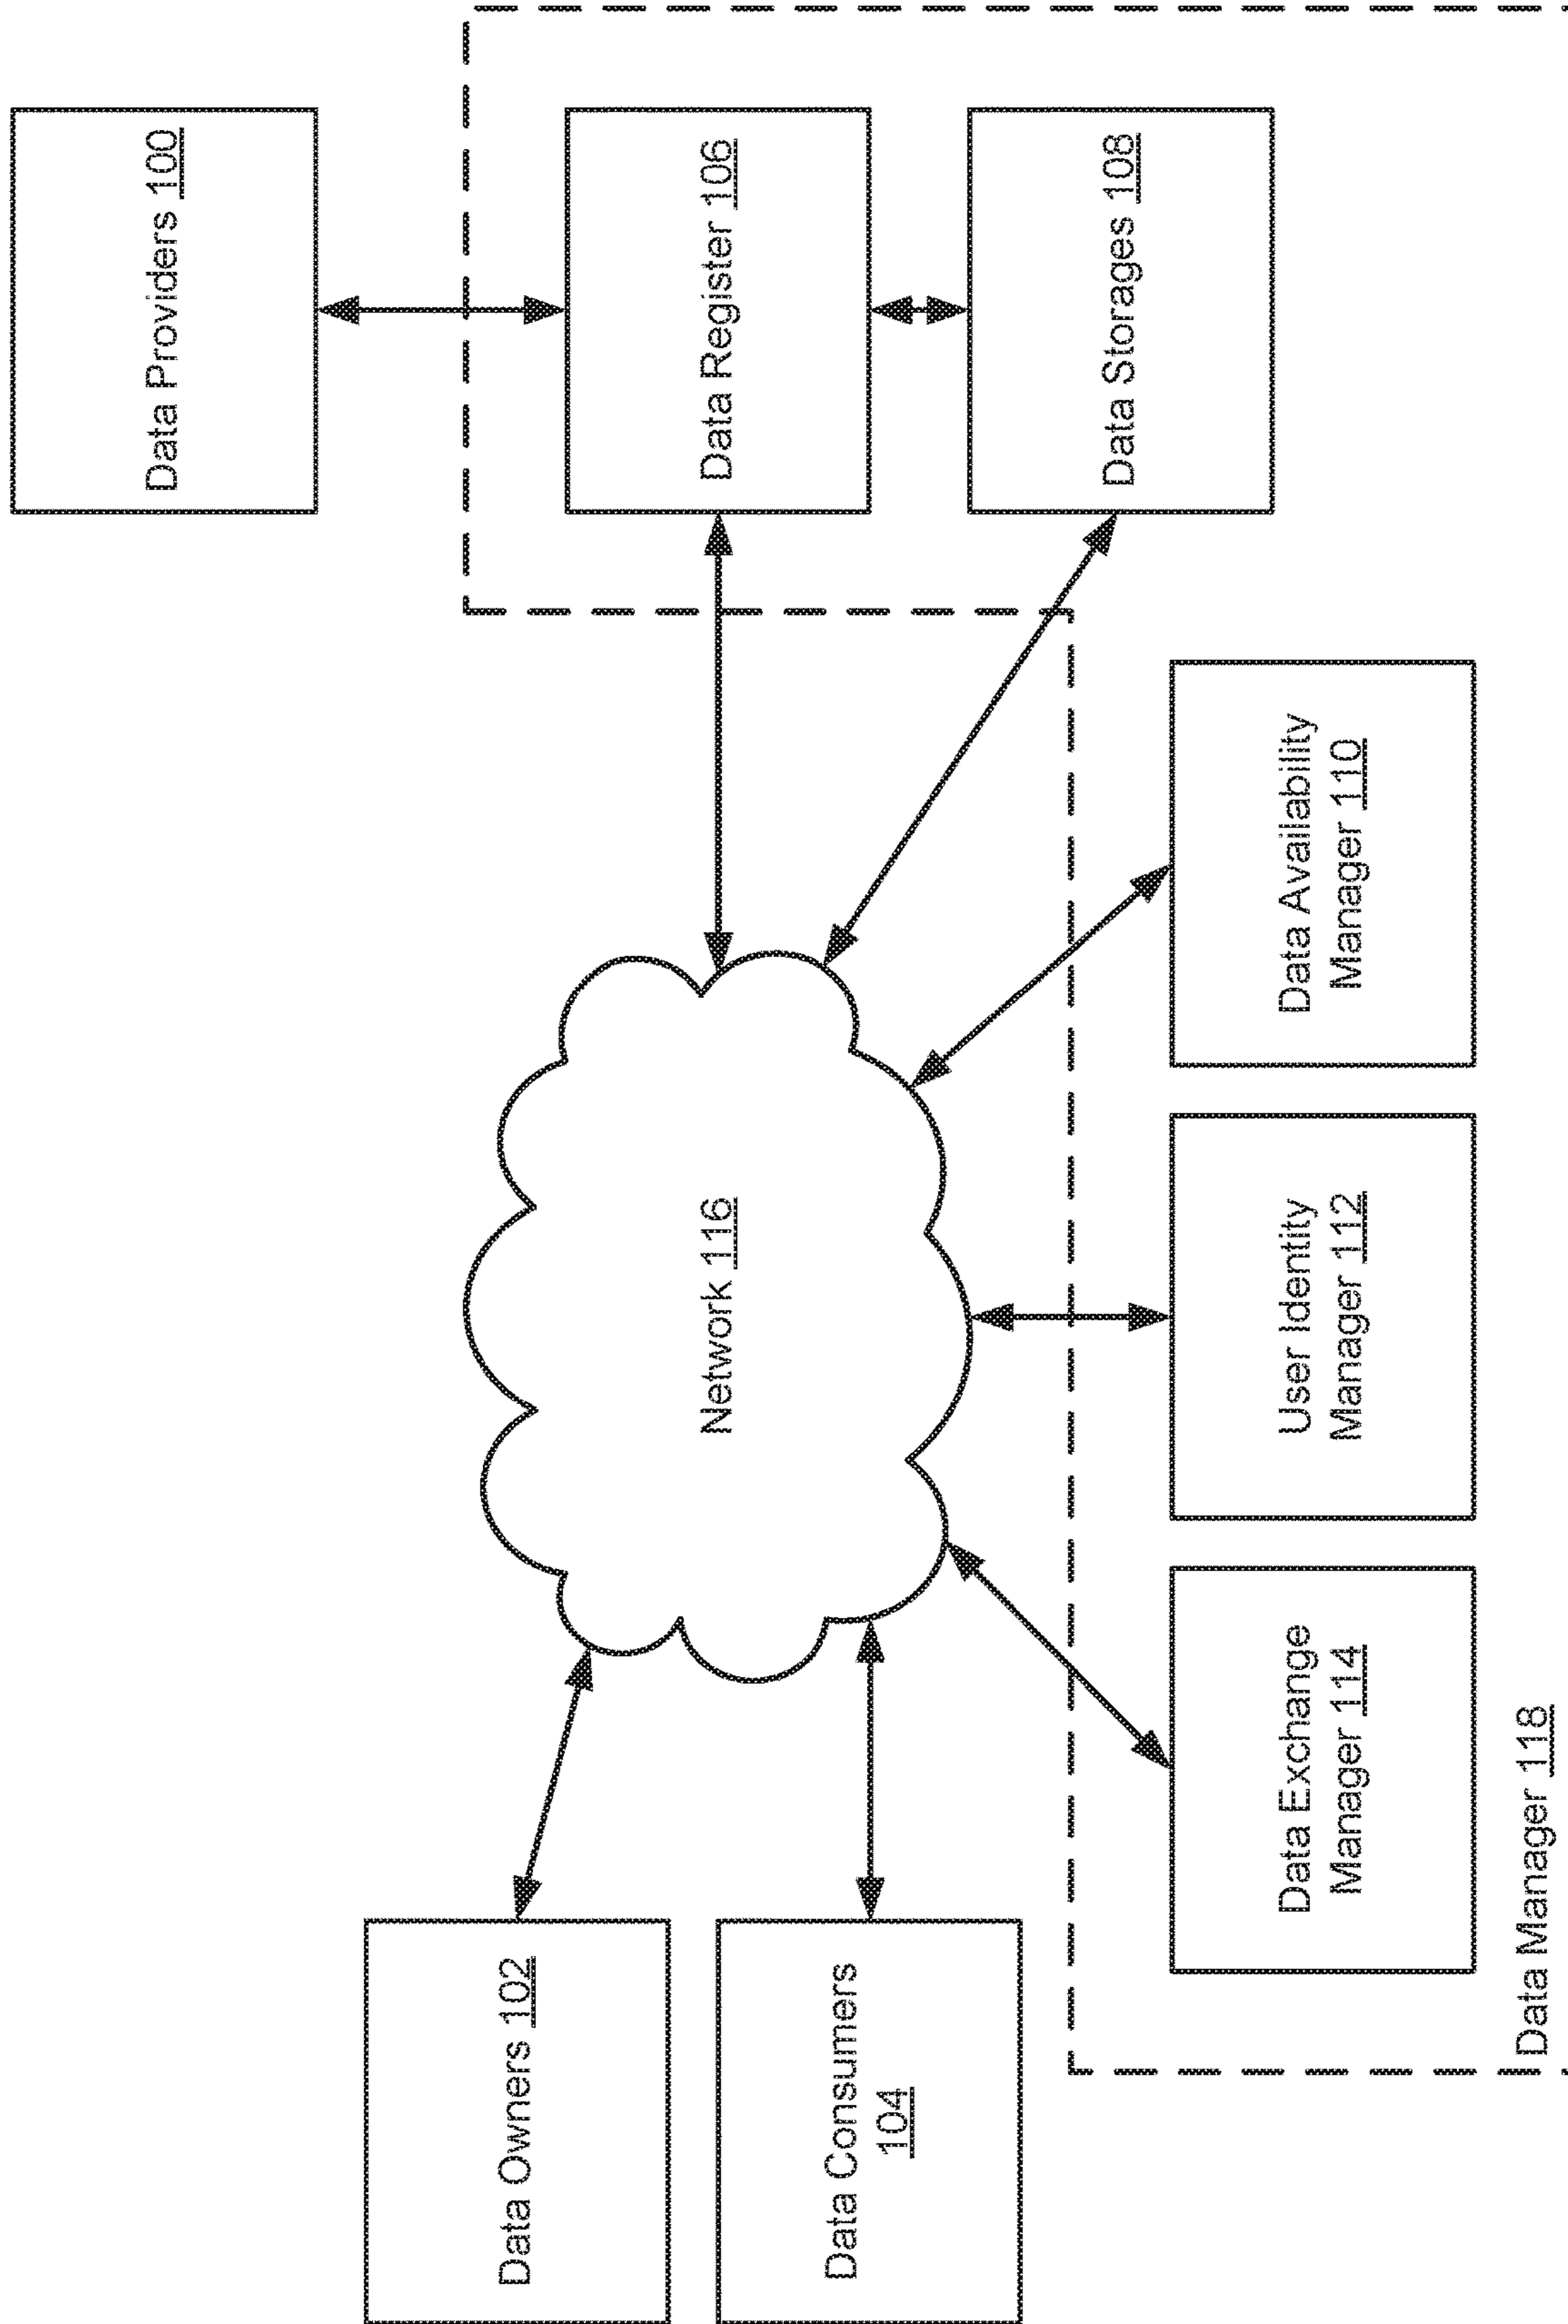 Data Providers 100
Data Owners 102
Data Register 106
Network 116
Data Consumers
104
Data Storages 108
Data Exchange
Manager 114
User Identity
Manager 112
Data Availability
Manager 110
Data Manager 118